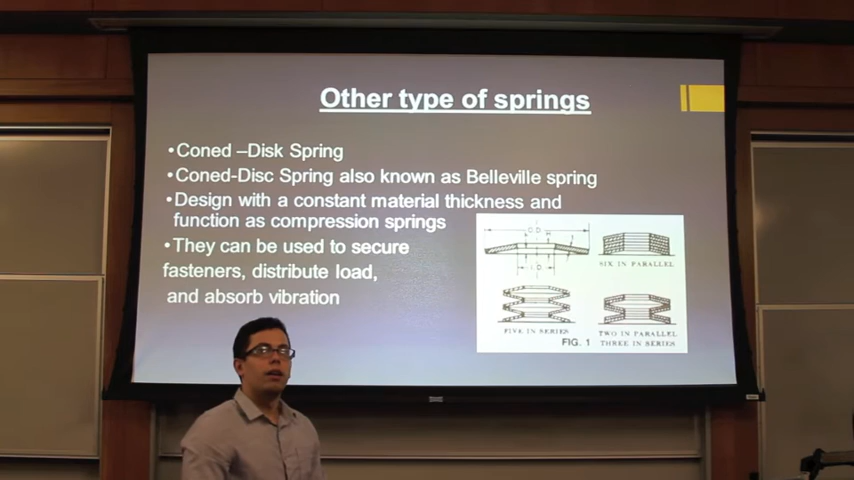 Other type of springs
•Coned –Disk Spring
•Coned-Disc Spring also known as Belleville spring
•Design with a constant material thickness and
function as compression springs
•They can be used to secure
fasteners, distribute load,
and absorb vibration
O.D.
H
t
I.D.
SIX IN PARALLEL
FIVE IN SERIES
TWO IN PARALLEL
THREE IN SERIES
FIG. 1